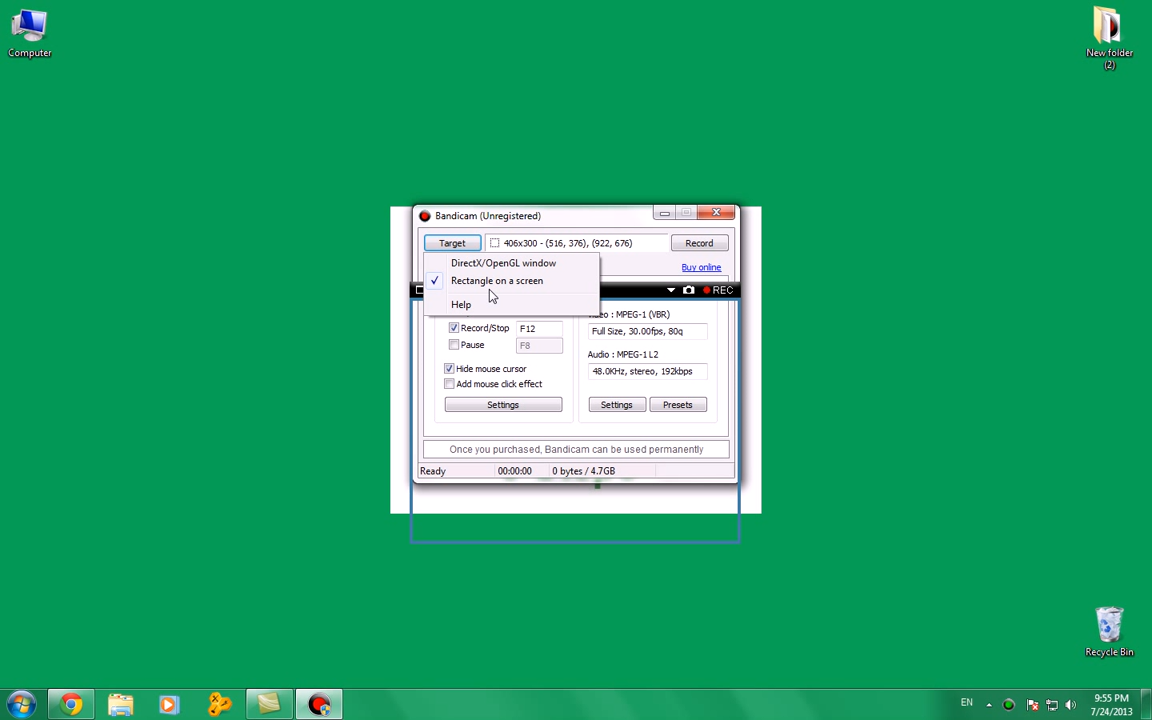 Computer
New folder
(2)
Bandicam (Unregistered)
Target
406x300 - (516, 376), (922, 676)
Record
DirectX/OpenGL window
Rectangle on a screen
Help
Buy online
REC
Record/Stop
F12
Pause
F8
Hide mouse cursor
Add mouse click effect
Settings
Video : MPEG-1 (VBR)
Full Size, 30.00fps, 80q
Audio : MPEG-1 L2
48.0KHz, stereo, 192kbps
Settings
Presets
Once you purchased, Bandicam can be used permanently
Ready
00:00:00
0 bytes / 4.7GB
Recycle Bin
EN
9:55 PM
7/24/2013